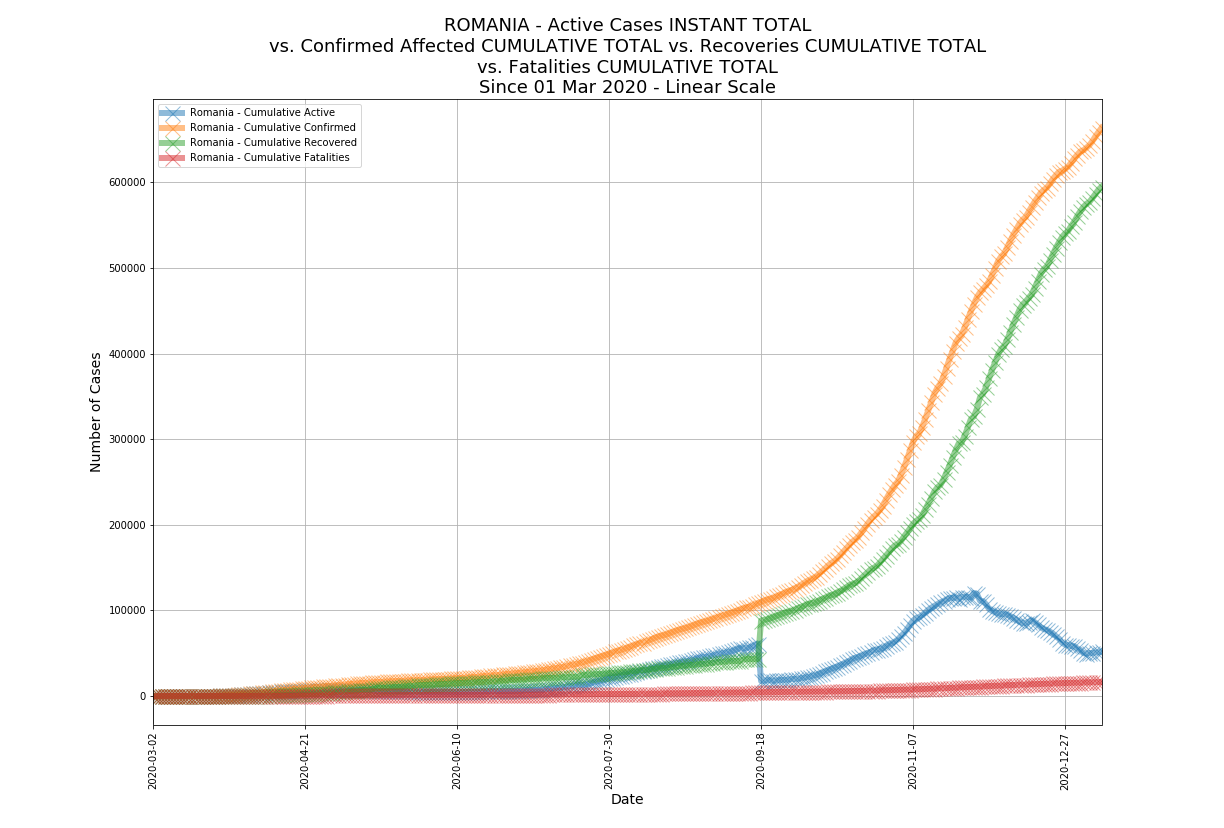 ROMANIA - Active Cases INSTANT TOTAL
vs. Confirmed Affected CUMULATIVE TOTAL vs. Recoveries CUMULATIVE TOTAL
vs. Fatalities CUMULATIVE TOTAL
Since 01 Mar 2020 - Linear Scale
Romania - Cumulative Active
Romania - Cumulative Confirmed
Romania - Cumulative Recovered
Romania - Cumulative Fatalities
Number of Cases
600000
500000
400000
300000
200000
100000
0
2020-03-02
2020-04-21
2020-06-10
2020-07-30
2020-09-18
2020-11-07
2020-12-27
Date